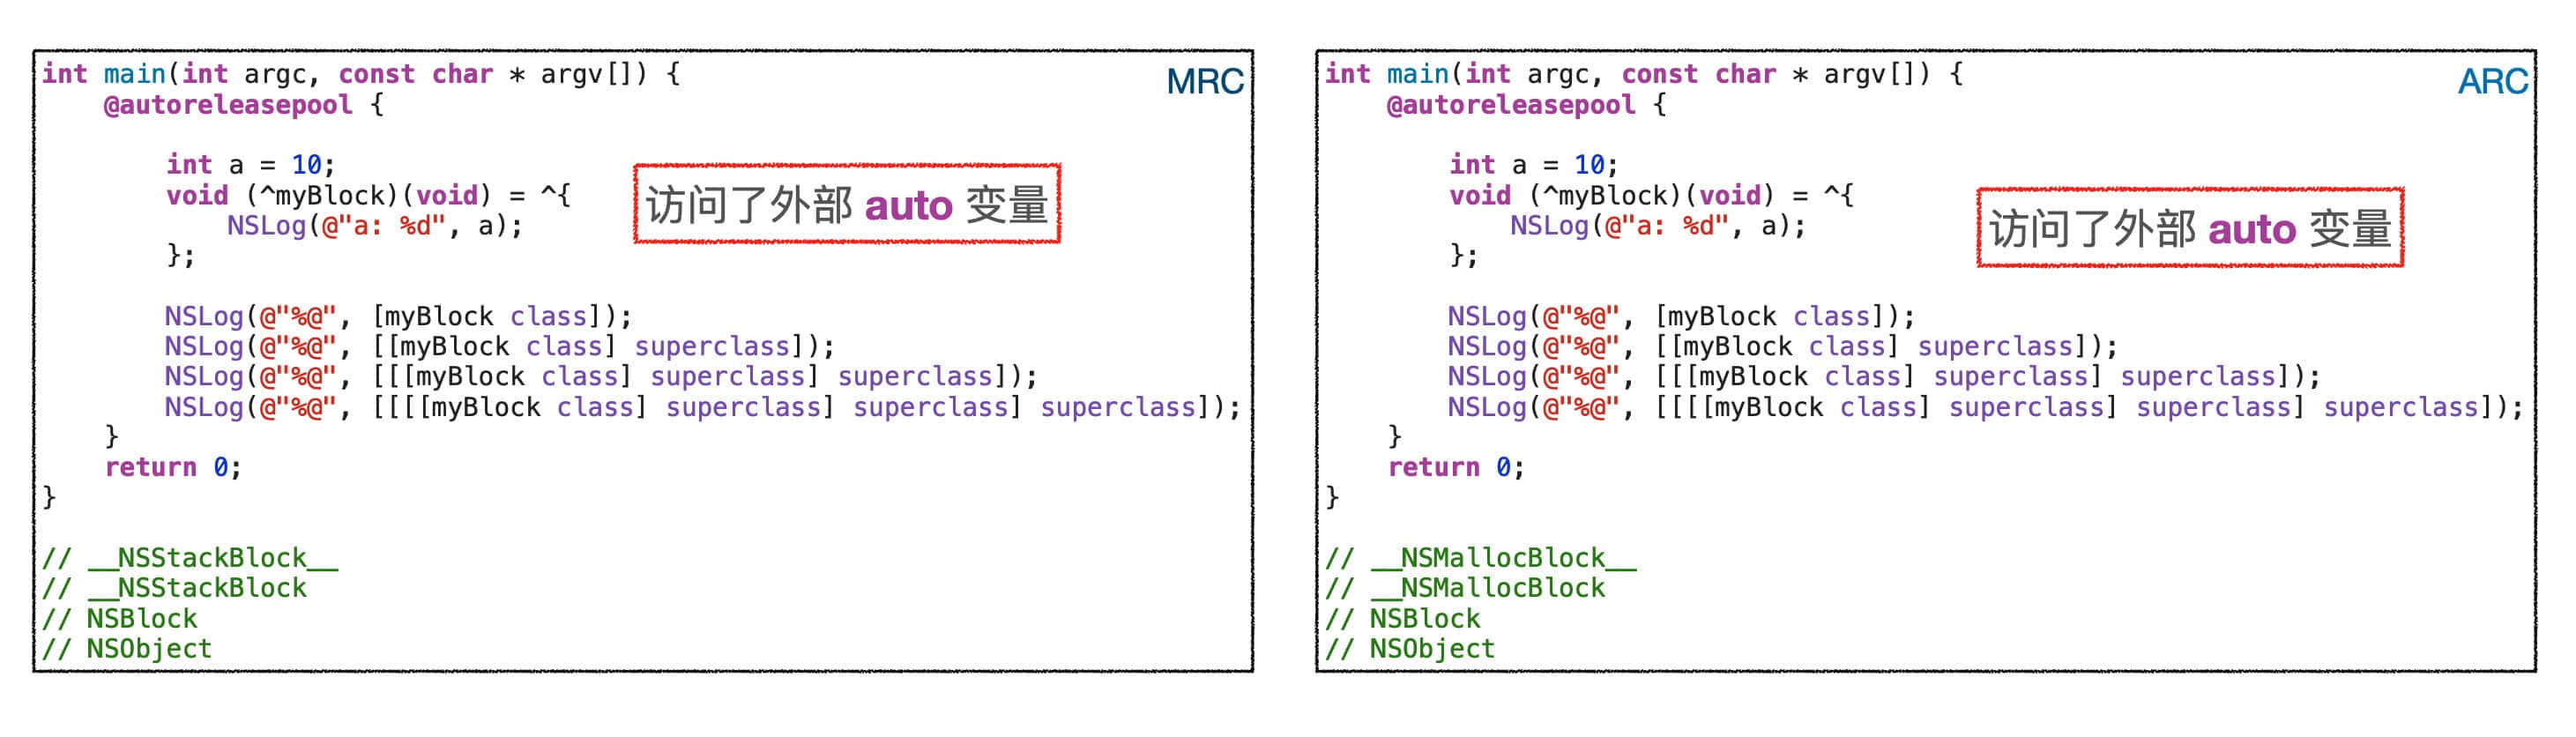 MRC
int main(int argc, const char * argv[]) {
    @autoreleasepool {
        int a = 10;
        void (^myBlock)(void) = ^{
            NSLog(@"a: %d", a);
        };
访问了外部 auto 变量
        NSLog(@"%@", [myBlock class]);
        NSLog(@"%@", [[myBlock class] superclass]);
        NSLog(@"%@", [[[myBlock class] superclass] superclass]);
        NSLog(@"%@", [[[[myBlock class] superclass] superclass] superclass]);
    }
    return 0;
}
// __NSStackBlock__
// __NSStackBlock
// NSBlock
// NSObject
ARC
int main(int argc, const char * argv[]) {
    @autoreleasepool {
        int a = 10;
        void (^myBlock)(void) = ^{
            NSLog(@"a: %d", a);
        };
访问了外部 auto 变量
        NSLog(@"%@", [myBlock class]);
        NSLog(@"%@", [[myBlock class] superclass]);
        NSLog(@"%@", [[[myBlock class] superclass] superclass]);
        NSLog(@"%@", [[[[myBlock class] superclass] superclass] superclass]);
    }
    return 0;
}
// __NSMallocBlock__
// __NSMallocBlock
// NSBlock
// NSObject